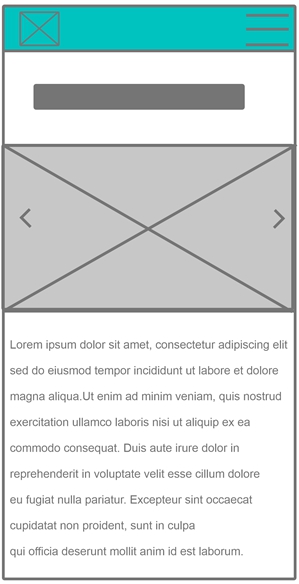 Lorem ipsum dolor sit amet, consectetur adipiscing elit
sed do eiusmod tempor incididunt ut labore et dolore
magna aliqua.Ut enim ad minim veniam, quis nostrud
exercitation ullamco laboris nisi ut aliquip ex ea
commodo consequat. Duis aute irure dolor in
reprehenderit in voluptate velit esse cillum dolore
eu fugiat nulla pariatur. Excepteur sint occaecat
cupidatat non proident, sunt in culpa
qui officia deserunt mollit anim id est laborum.